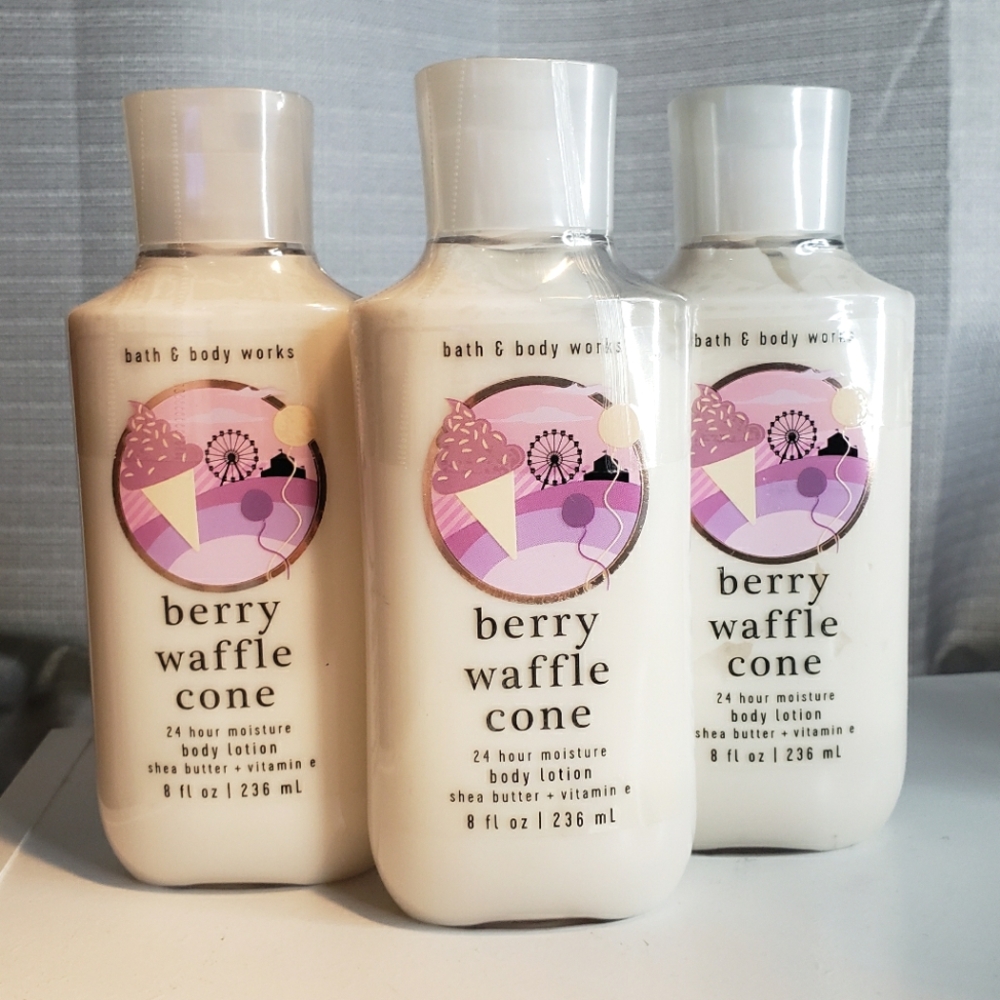 bath & body works
berry
waffle
cone
24 hour moisture
body lotion
shea butter + vitamin e
8 fl oz | 236 mL
bath & body works
berry
waffle
cone
24 hour moisture
body lotion
shea butter + vitamin e
8 fl oz | 236 mL
bath & body works
berry
waffle
cone
24 hour moisture
body lotion
shea butter + vitamin e
8 fl oz | 236 mL